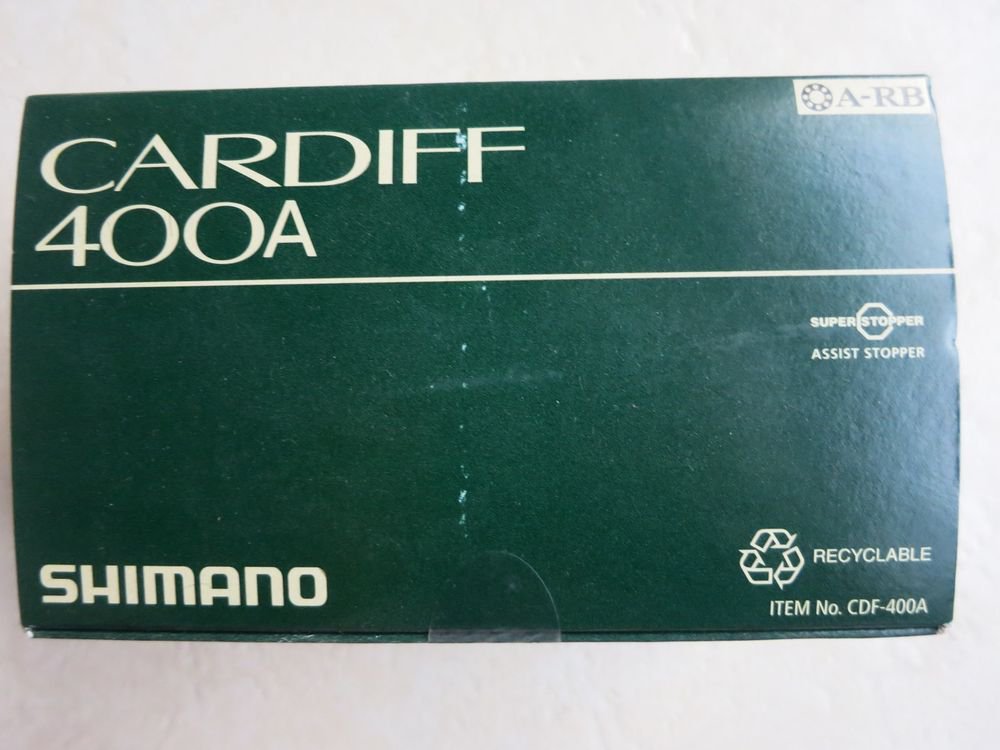 A-RB
CARDIFF
400A
SUPER STOPPER
ASSIST STOPPER
SHIMANO
RECYCLABLE
ITEM No. CDF-400A